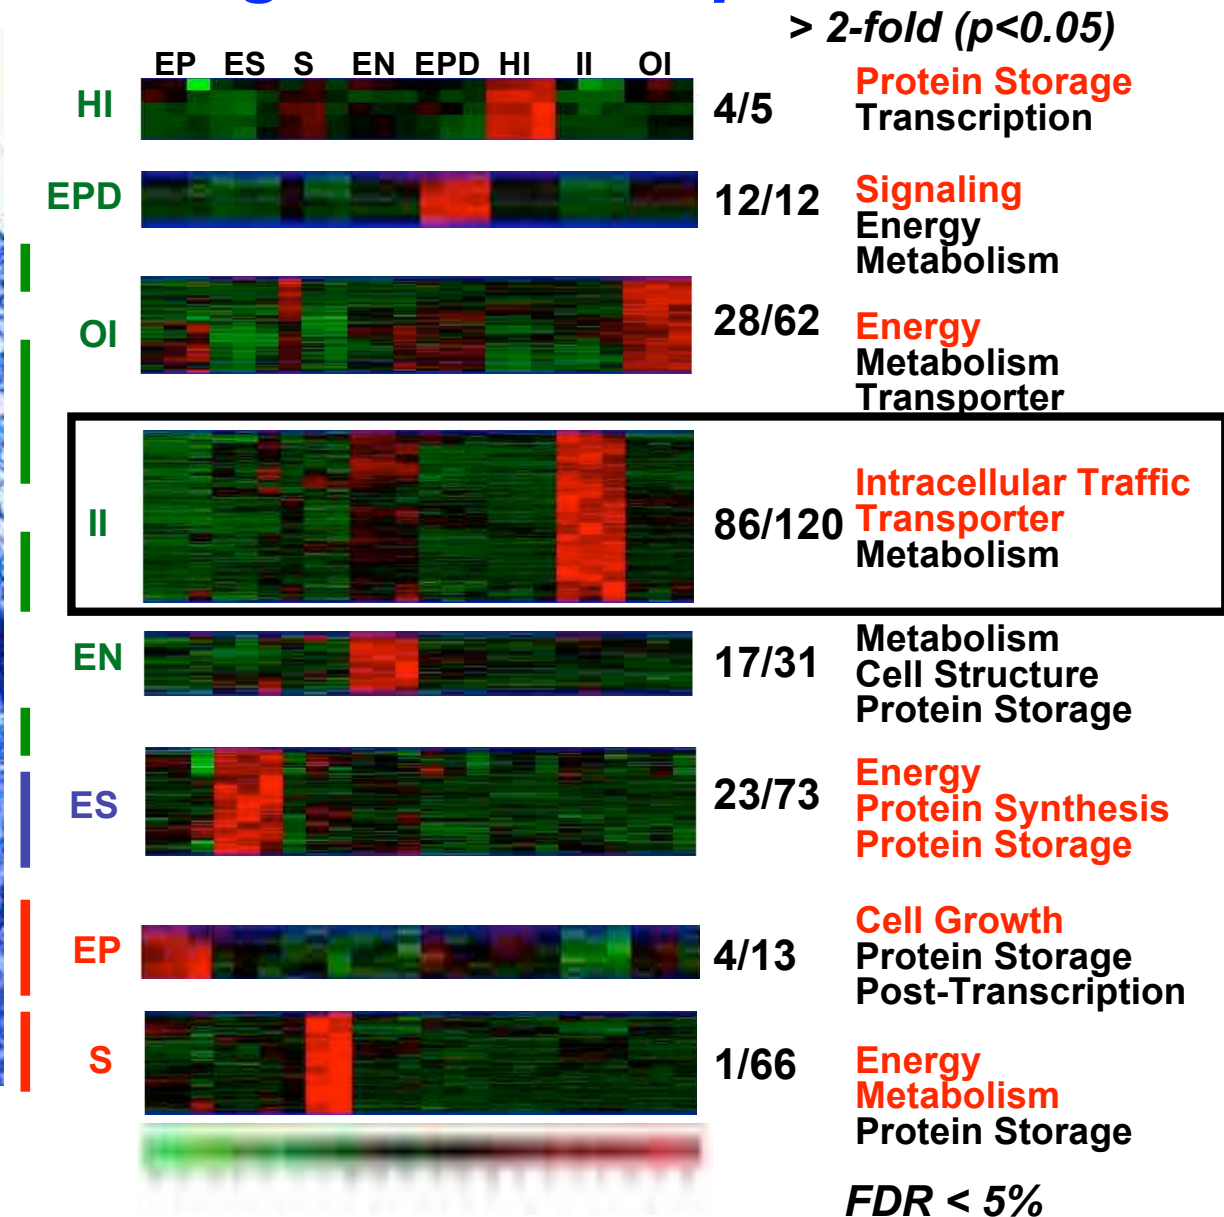 > 2-fold (p<0.05)
EP ES S EN EPD HI II OI
HI 4/5 Protein Storage
Transcription
EPD 12/12 Signaling
Energy
Metabolism
OI 28/62 Energy
Metabolism
Transporter
II 86/120 Intracellular Traffic
Transporter
Metabolism
EN 17/31 Metabolism
Cell Structure
Protein Storage
ES 23/73 Energy
Protein Synthesis
Protein Storage
EP 4/13 Cell Growth
Protein Storage
Post-Transcription
S 1/66 Energy
Metabolism
Protein Storage
FDR < 5%